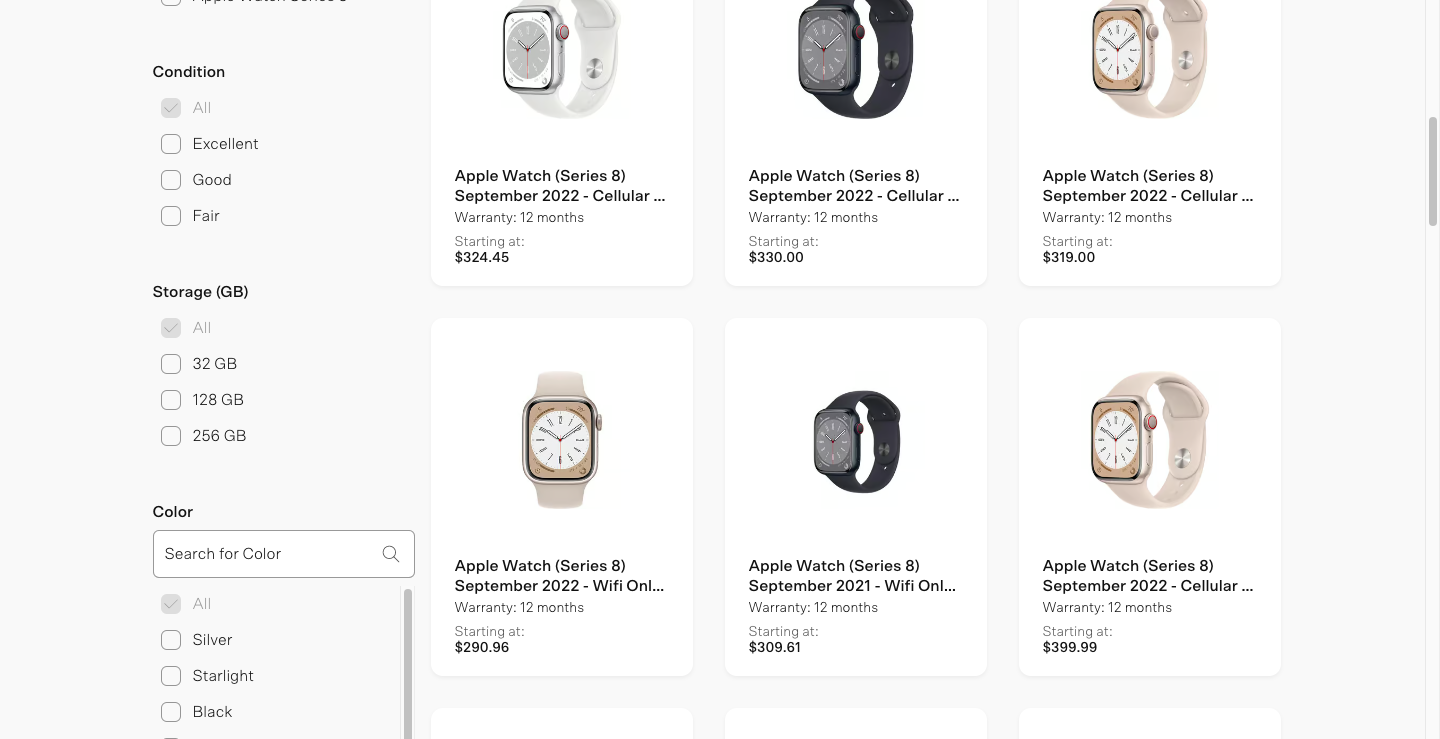 Apple Watch Series 8
Condition
All
Excellent
Good
Fair
Storage (GB)
All
32 GB
128 GB
256 GB
Color
Search for Color
All
Silver
Starlight
Black
Apple Watch (Series 8)
September 2022 - Cellular ...
Warranty: 12 months
Starting at:
$324.45
Apple Watch (Series 8)
September 2022 - Cellular ...
Warranty: 12 months
Starting at:
$330.00
Apple Watch (Series 8)
September 2022 - Cellular ...
Warranty: 12 months
Starting at:
$319.00
Apple Watch (Series 8)
September 2022 - Wifi Onl...
Warranty: 12 months
Starting at:
$290.96
Apple Watch (Series 8)
September 2021 - Wifi Onl...
Warranty: 12 months
Starting at:
$309.61
Apple Watch (Series 8)
September 2022 - Cellular ...
Warranty: 12 months
Starting at:
$399.99